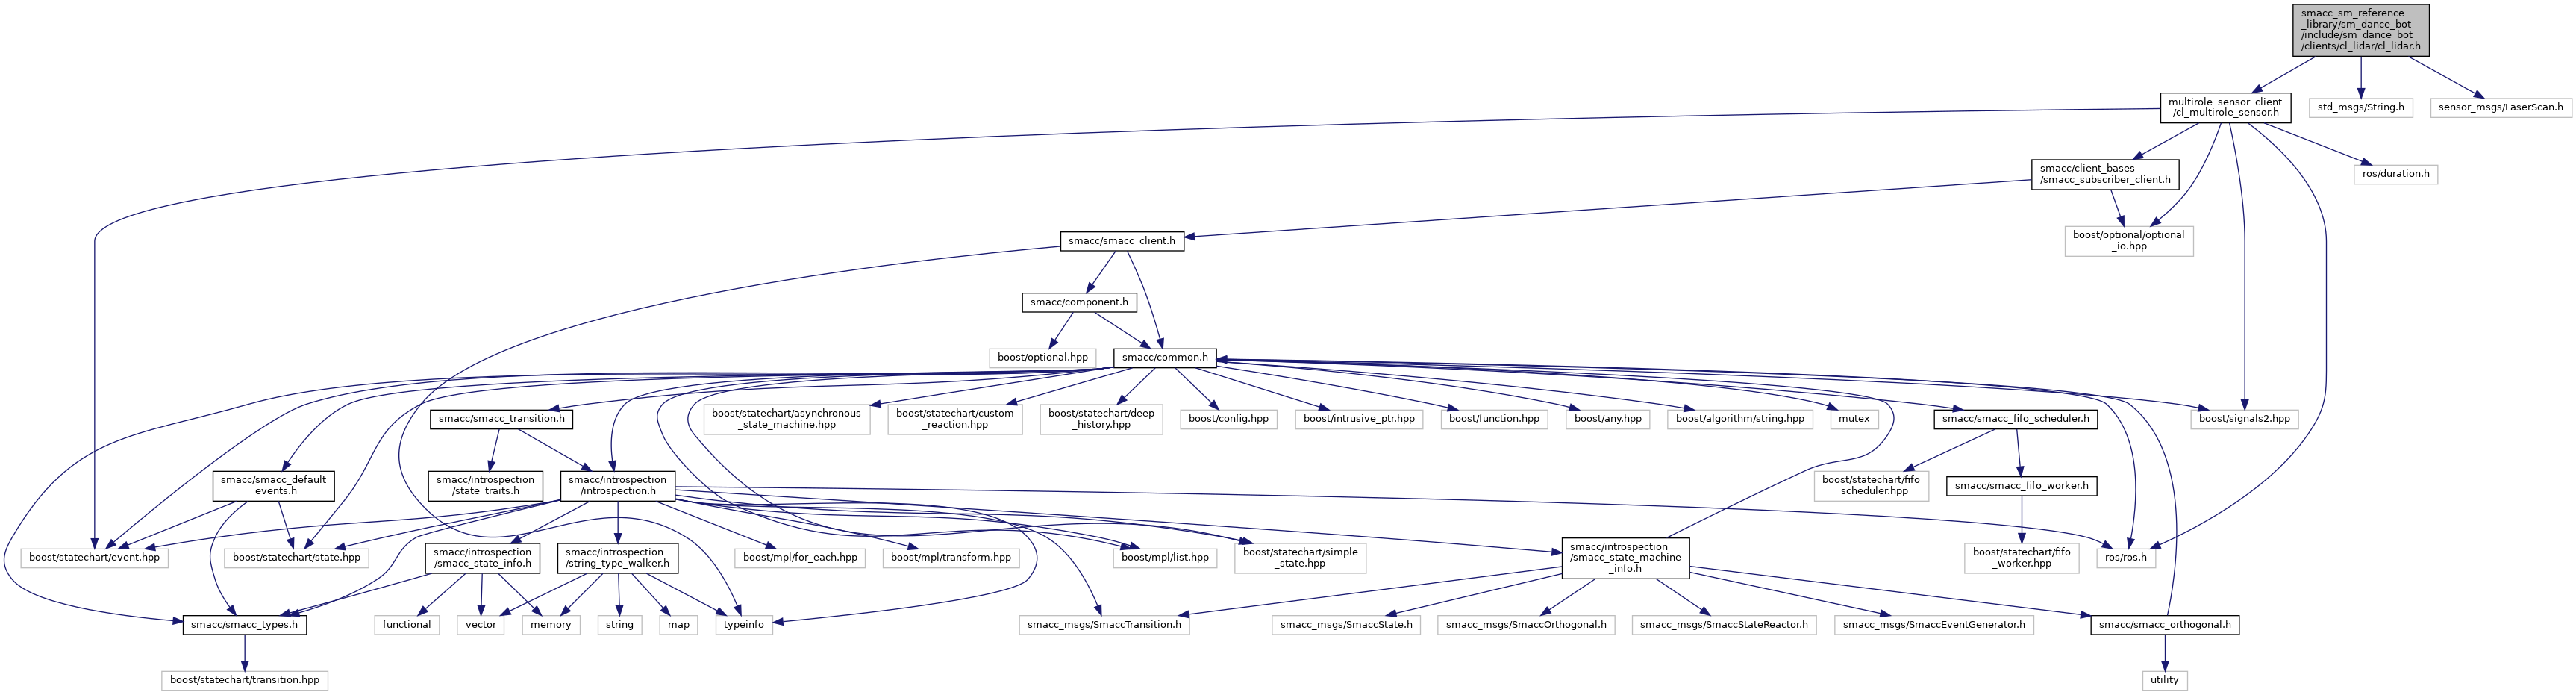 smacc_sm_reference
_library/sm_dance_bot
/include/sm_dance_bot
/clients/cl_lidar/cl_lidar.h
multirole_sensor_client
/cl_multirole_sensor.h
std_msgs/String.h
sensor_msgs/LaserScan.h
smacc/client_bases
/smacc_subscriber_client.h
ros/duration.h
smacc/smacc_client.h
boost/optional/optional
_io.hpp
smacc/component.h
boost/optional.hpp
smacc/common.h
smacc/smacc_transition.h
boost/statechart/asynchronous
_state_machine.hpp
boost/statechart/custom
_reaction.hpp
boost/statechart/deep
_history.hpp
boost/config.hpp
boost/intrusive_ptr.hpp
boost/function.hpp
boost/any.hpp
boost/algorithm/string.hpp
mutex
smacc/smacc_fifo_scheduler.h
boost/signals2.hpp
smacc/smacc_default
_events.h
smacc/introspection
/state_traits.h
smacc/introspection
/introspection.h
boost/statechart/fifo
_scheduler.hpp
smacc/smacc_fifo_worker.h
boost/statechart/event.hpp
boost/statechart/state.hpp
smacc/introspection
/smacc_state_info.h
smacc/introspection
/string_type_walker.h
boost/mpl/for_each.hpp
boost/mpl/transform.hpp
boost/mpl/list.hpp
boost/statechart/simple
_state.hpp
smacc/introspection
/smacc_state_machine
_info.h
boost/statechart/fifo
_worker.hpp
ros/ros.h
smacc/smacc_types.h
functional
vector
memory
string
map
typeinfo
smacc_msgs/SmaccTransition.h
smacc_msgs/SmaccState.h
smacc_msgs/SmaccOrthogonal.h
smacc_msgs/SmaccStateReactor.h
smacc_msgs/SmaccEventGenerator.h
smacc/smacc_orthogonal.h
boost/statechart/transition.hpp
utility